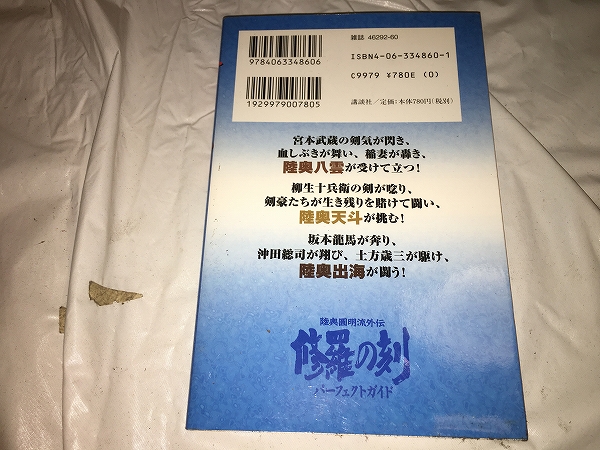 雑誌 46292-60
9784063348606
ISBN4-06-334860-1
C9979 ¥780E (0)
1929979007805
講談社／定価:本体780円(税別)
宮本武蔵の剣気が閃き、
血しぶきが舞い、稲妻が轟き、
陸奥八雲が受けて立つ!
柳生十兵衛の剣が唸り、
剣豪たちが生き残りを賭けて闘い、
陸奥天斗が挑む!
坂本龍馬が奔り、
沖田総司が翔び、土方歳三が駆け、
陸奥出海が闘う!
陸奥圓明流外伝
修羅の刻
パーフェクトガイド